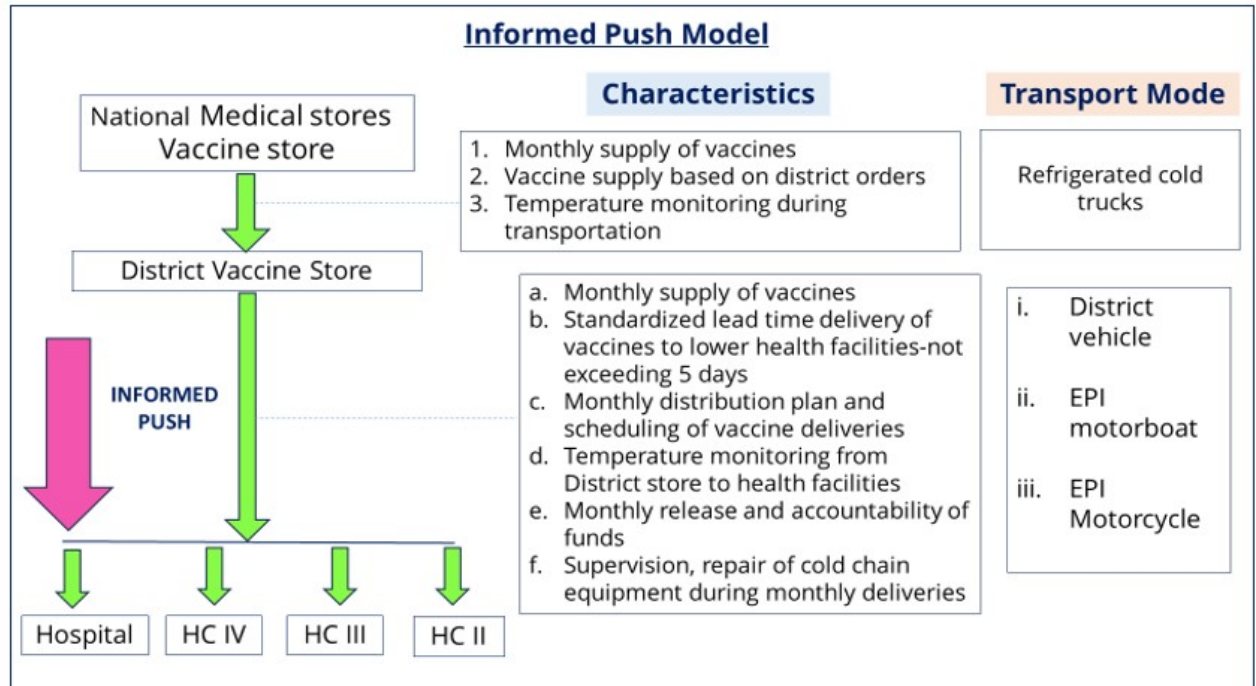 Informed Push Model
Characteristics
Transport Mode
National Medical stores
Vaccine store
1. Monthly supply of vaccines
2. Vaccine supply based on district orders
3. Temperature monitoring during
transportation
Refrigerated cold
trucks
District Vaccine Store
INFORMED
PUSH
a. Monthly supply of vaccines
b. Standardized lead time delivery of
vaccines to lower health facilities-not
exceeding 5 days
c. Monthly distribution plan and
scheduling of vaccine deliveries
d. Temperature monitoring from
District store to health facilities
e. Monthly release and accountability of
funds
f. Supervision, repair of cold chain
equipment during monthly deliveries
i. District
vehicle
ii. EPI
motorboat
iii. EPI
Motorcycle
Hospital
HC IV
HC III
HC II